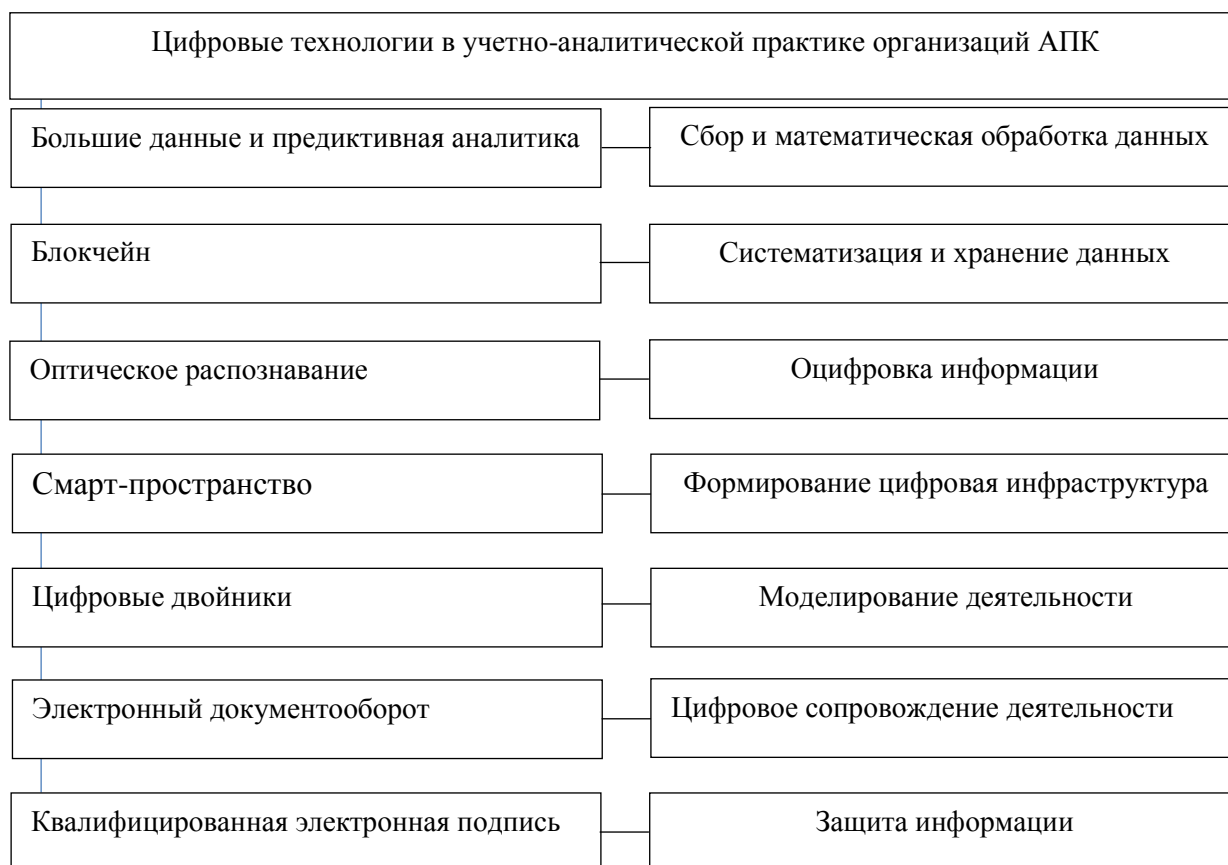 Цифровые технологии в учетно-аналитической практике организаций АПК
Большие данные и предиктивная аналитика
Сбор и математическая обработка данных
Блокчейн
Систематизация и хранение данных
Оптическое распознавание
Оцифровка информации
Смарт-пространство
Формирование цифровая инфраструктура
Цифровые двойники
Моделирование деятельности
Электронный документооборот
Цифровое сопровождение деятельности
Квалифицированная электронная подпись
Защита информации